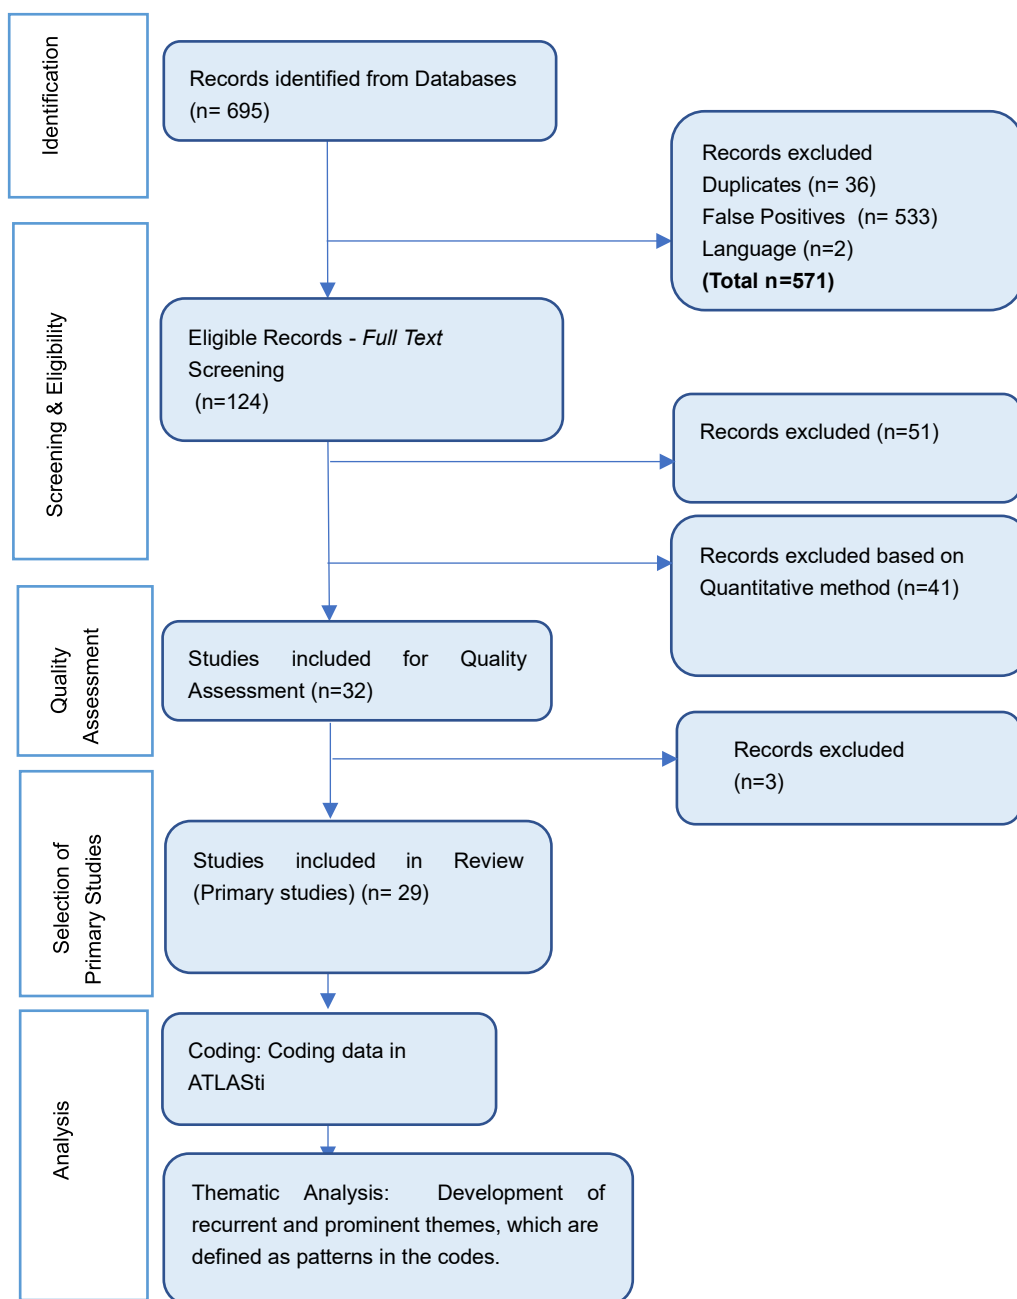 Identification
Records identified from Databases
(n= 695)
Records excluded
Duplicates (n= 36)
False Positives (n= 533)
Language (n=2)
(Total n=571)
Screening & Eligibility
Eligible Records - Full Text
Screening
(n=124)
Records excluded (n=51)
Records excluded based on
Quantitative method (n=41)
Quality
Assessment
Studies included for Quality
Assessment (n=32)
Records excluded
(n=3)
Selection of
Primary Studies
Studies included in Review
(Primary studies) (n= 29)
Analysis
Coding: Coding data in
ATLASti
Thematic Analysis: Development of
recurrent and prominent themes, which are
defined as patterns in the codes.